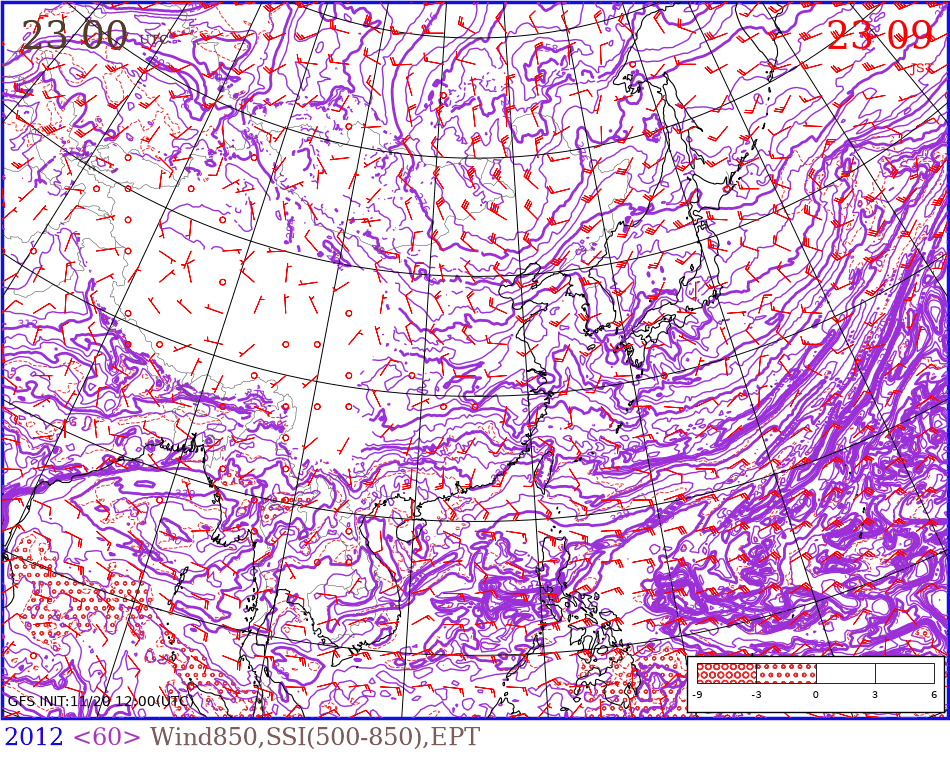 23 00 UTC 23 09
JST
-9 -3 0 3 6
GFS INIT:11/20 12:00(UTC)
2012 <60> Wind850,SSI(500-850),EPT